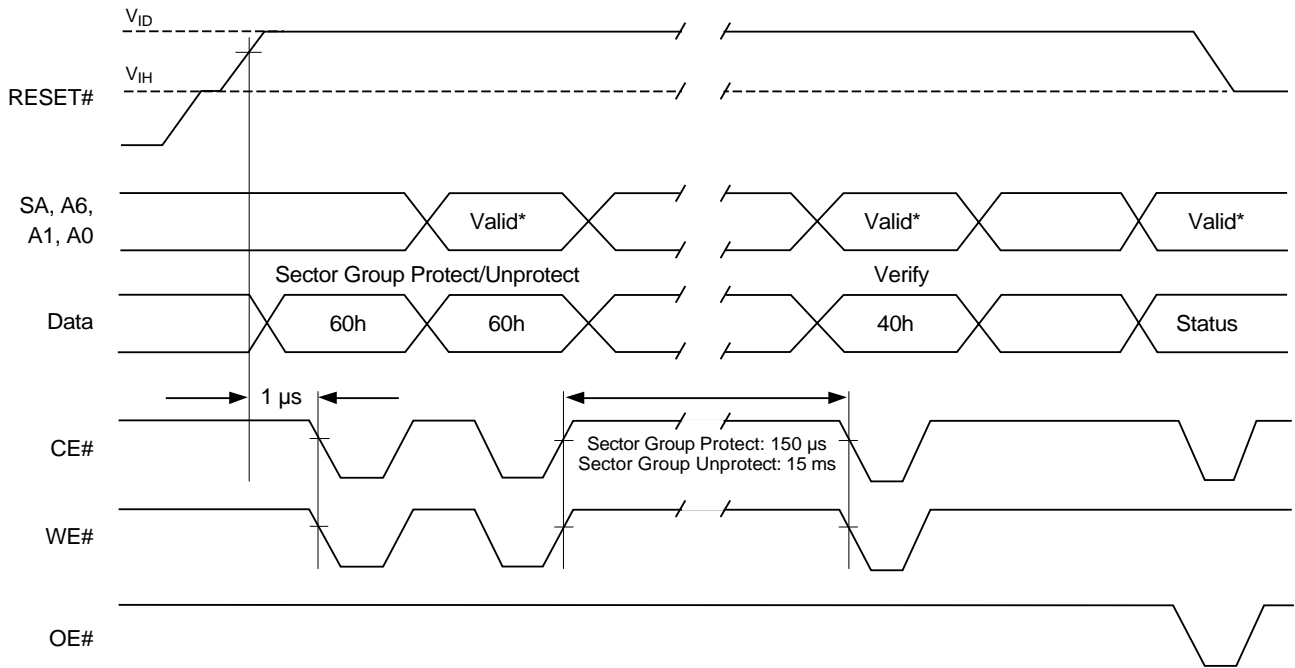 VID
VIH
RESET#
SA, A6,
A1, A0
Valid*
Valid*
Valid*
Sector Group Protect/Unprotect
Verify
Data
60h
60h
40h
Status
1 µs
CE#
Sector Group Protect: 150 µs
Sector Group Unprotect: 15 ms
WE#
OE#